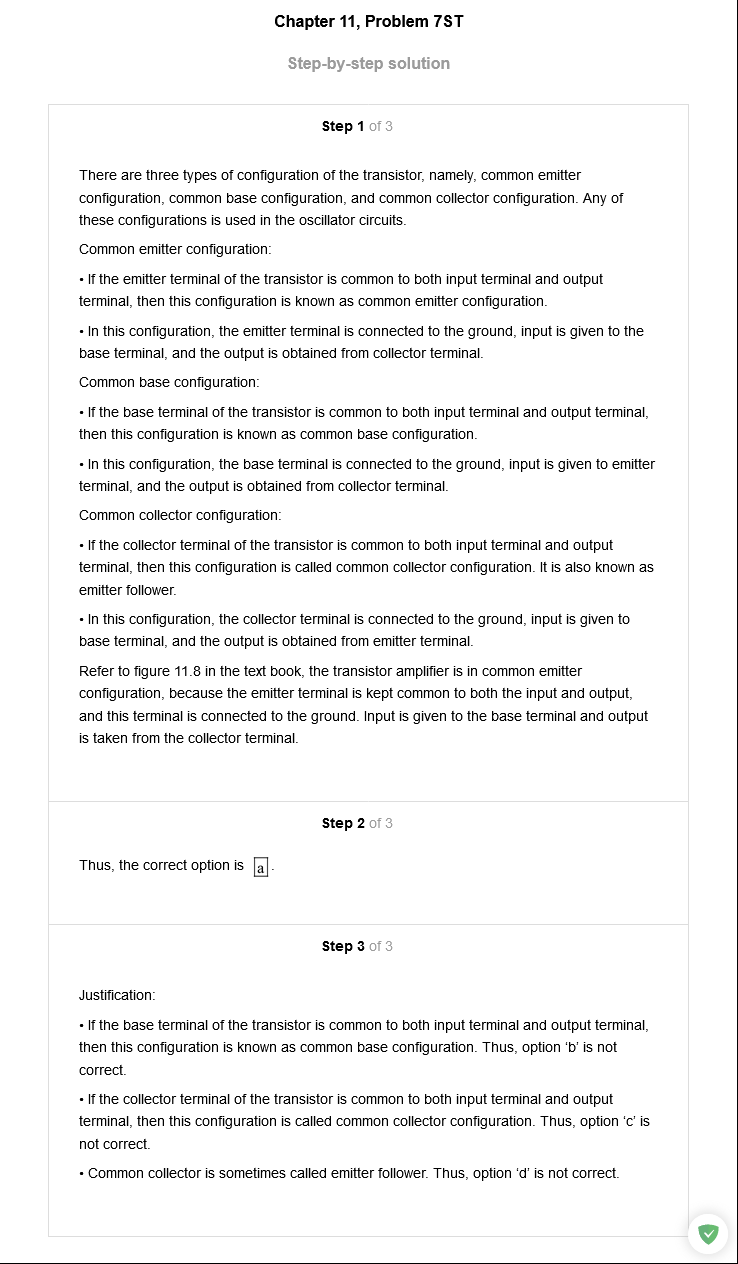 Chapter 11, Problem 7ST
Step-by-step solution
Step 1 of 3
There are three types of configuration of the transistor, namely, common emitter
configuration, common base configuration, and common collector configuration. Any of
these configurations is used in the oscillator circuits.
Common emitter configuration:
• If the emitter terminal of the transistor is common to both input terminal and output
terminal, then this configuration is known as common emitter configuration.
• In this configuration, the emitter terminal is connected to the ground, input is given to the
base terminal, and the output is obtained from collector terminal.
Common base configuration:
• If the base terminal of the transistor is common to both input terminal and output terminal,
then this configuration is known as common base configuration.
• In this configuration, the base terminal is connected to the ground, input is given to emitter
terminal, and the output is obtained from collector terminal.
Common collector configuration:
• If the collector terminal of the transistor is common to both input terminal and output
terminal, then this configuration is called common collector configuration. It is also known as
emitter follower.
• In this configuration, the collector terminal is connected to the ground, input is given to
base terminal, and the output is obtained from emitter terminal.
Refer to figure 11.8 in the text book, the transistor amplifier is in common emitter
configuration, because the emitter terminal is kept common to both the input and output,
and this terminal is connected to the ground. Input is given to the base terminal and output
is taken from the collector terminal.
Step 2 of 3
Thus, the correct option is a.
Step 3 of 3
Justification:
• If the base terminal of the transistor is common to both input terminal and output terminal,
then this configuration is known as common base configuration. Thus, option ‘b’ is not
correct.
• If the collector terminal of the transistor is common to both input terminal and output
terminal, then this configuration is called common collector configuration. Thus, option ‘c’ is
not correct.
• Common collector is sometimes called emitter follower. Thus, option ‘d’ is not correct.